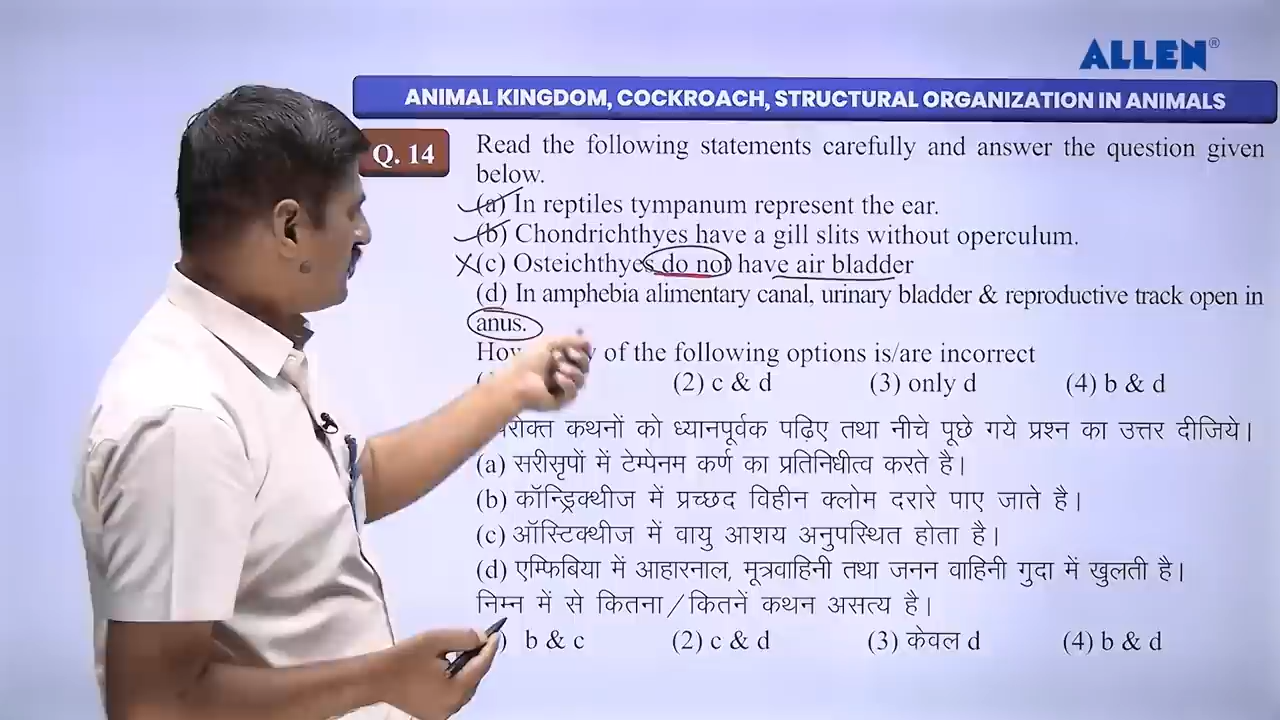 ALLEN®
ANIMAL KINGDOM, COCKROACH, STRUCTURAL ORGANIZATION IN ANIMALS
Q. 14
Read the following statements carefully and answer the question given
below.
(a) In reptiles tympanum represent the ear.
(b) Chondrichthyes have a gill slits without operculum.
(c) Osteichthyes do not have air bladder
(d) In amphebia alimentary canal, urinary bladder & reproductive track open in
anus.
of the following options is/are incorrect
(2) c & d (3) only d (4) b & d
कथनों को ध्यानपूर्वक पढ़िए तथा नीचे पूछे गये प्रश्न का उत्तर दीजिये।
(a) सरीसृपों में टेम्पेनम कर्ण का प्रतिनिधीत्व करते है।
(b) कॉन्ड्रिक्थीज में प्रच्छद विहीन क्लोम दरारे पाए जाते है।
(c) ऑस्टिक्थीज में वायु आशय अनुपस्थित होता है।
(d) एम्फिबिया में आहारनाल, मूत्रवाहिनी तथा जनन वाहिनी गुदा में खुलती है।
निम्न में से कितना/कितनें कथन असत्य है।
b & c (2) c & d (3) केवल d (4) b & d